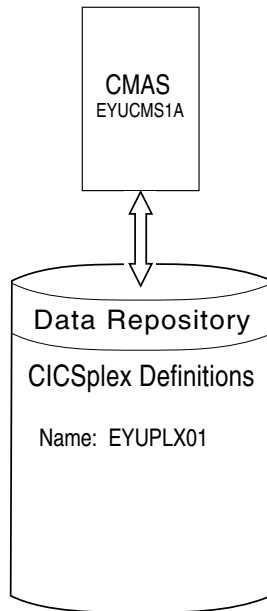 CMAS
EYUCMS1A
Data Repository
CICSplex Definitions
Name: EYUPLX01